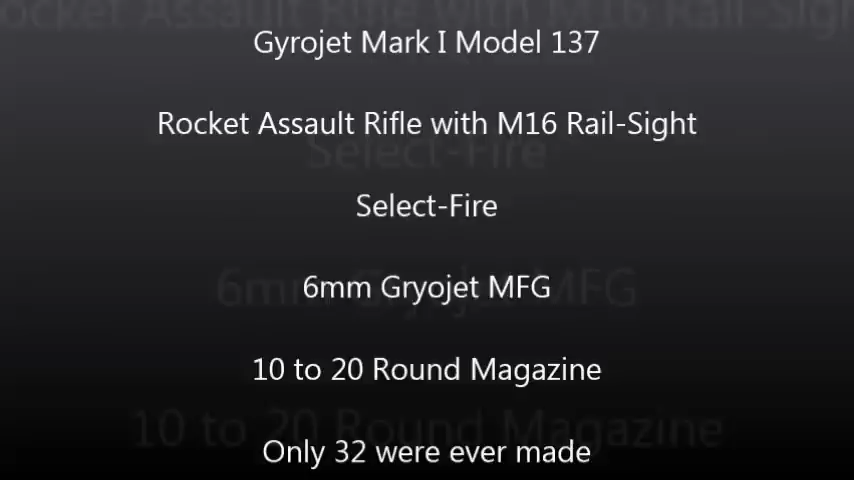 Gyrojet Mark I Model 137
Rocket Assault Rifle with M16 Rail-Sight
Select-Fire
6mm Gryojet MFG
10 to 20 Round Magazine
Only 32 were ever made